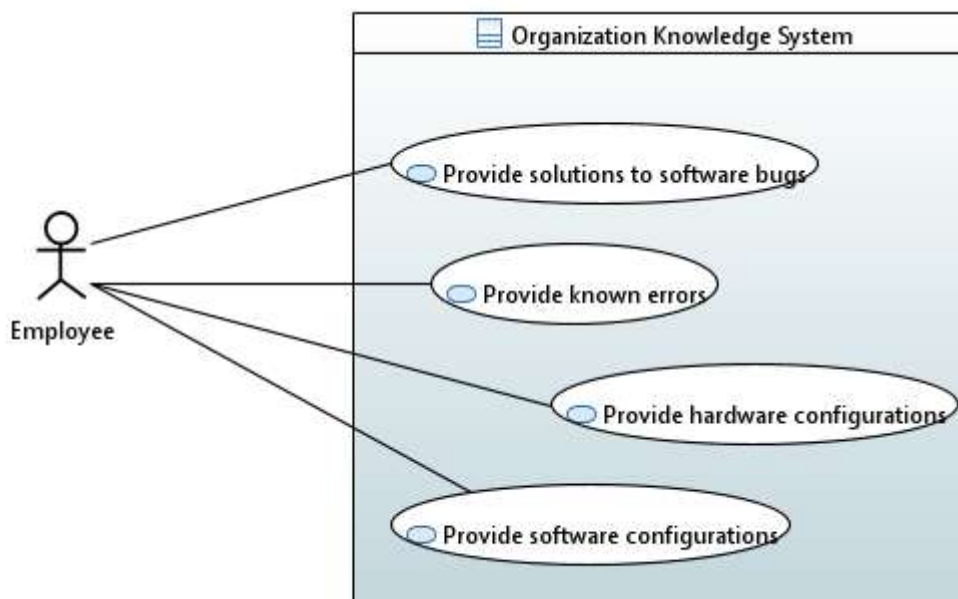 Organization Knowledge System
Provide solutions to software bugs
Provide known errors
Employee
Provide hardware configurations
Provide software configurations